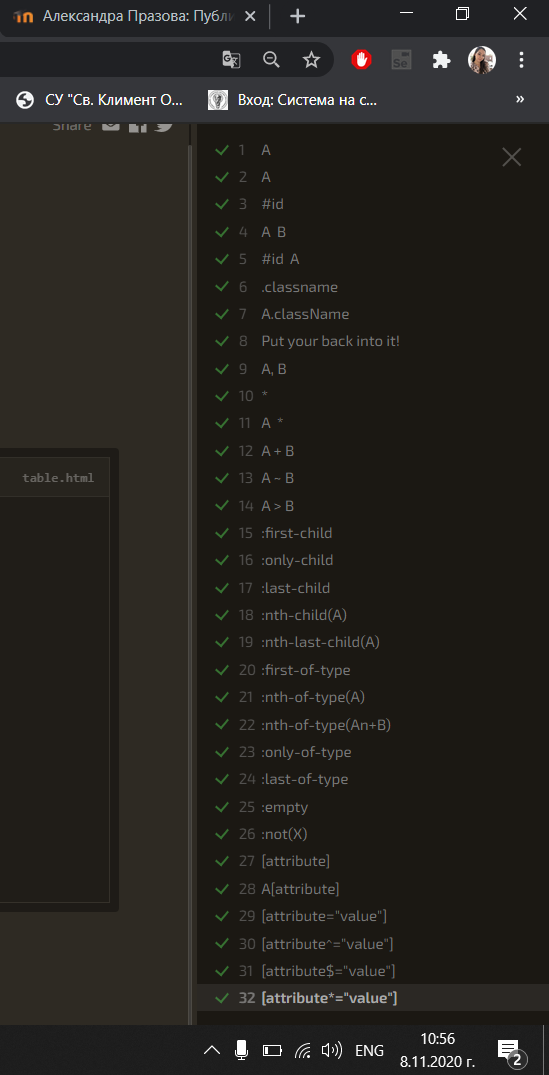 Александра Празова: Публи
СУ "Св. Климент О...
Вход: Система на с...
»
Share
Se
table.html
1 A
2 A
3 #id
4 A B
5 #id A
6 .classname
7 A.className
8 Put your back into it!
9 A, B
10 *
11 A *
12 A + B
13 A ~ B
14 A > B
15 :first-child
16 :only-child
17 :last-child
18 :nth-child(A)
19 :nth-last-child(A)
20 :first-of-type
21 :nth-of-type(A)
22 :nth-of-type(An+B)
23 :only-of-type
24 :last-of-type
25 :empty
26 :not(X)
27 [attribute]
28 A[attribute]
29 [attribute="value"]
30 [attribute^="value"]
31 [attribute$="value"]
32 [attribute*="value"]
ENG
10:56
8.11.2020 г.
2